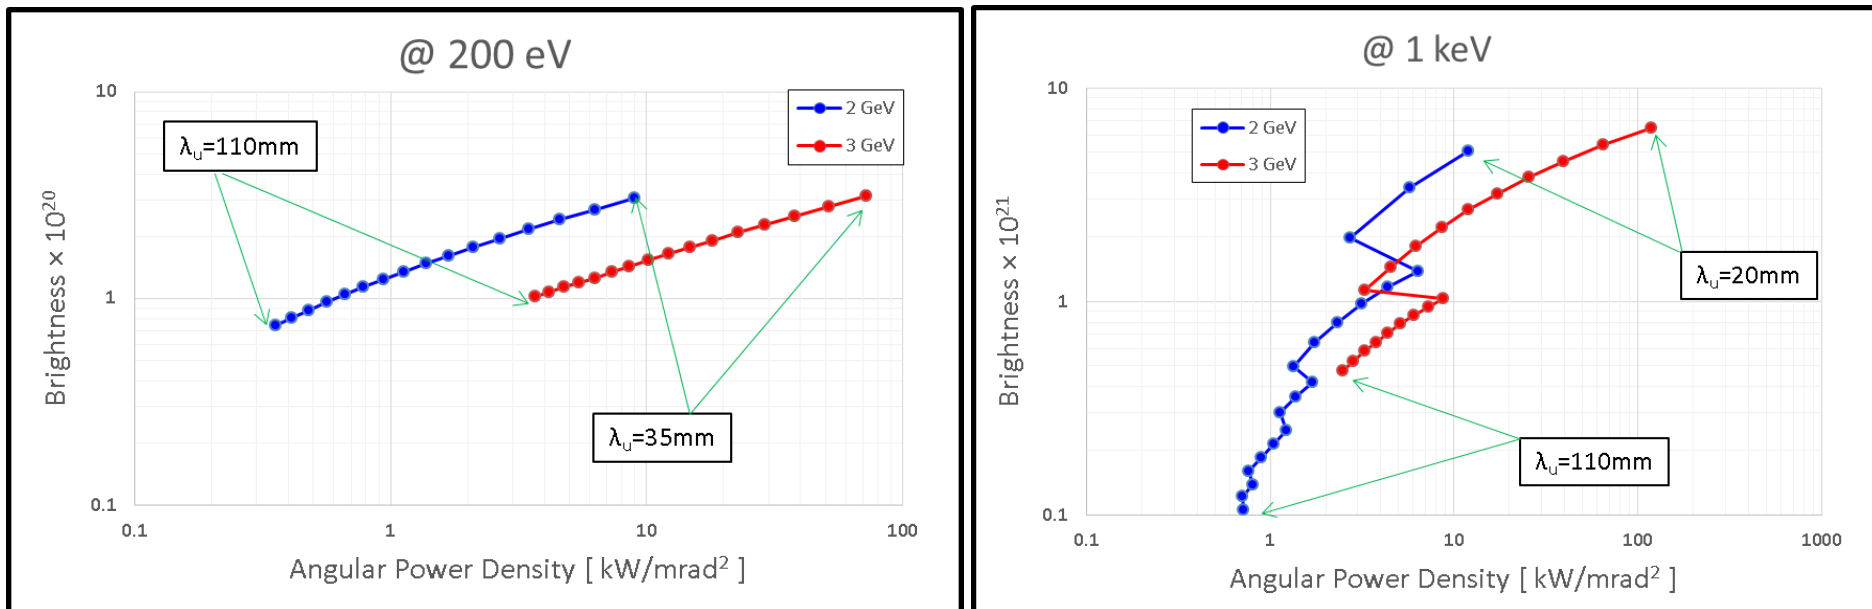 @ 200 eV
10
1
0.1
0.1
1
10
100
Brightness × 10²⁰
Angular Power Density [ kW/mrad² ]
2 GeV
3 GeV
λᵤ=110mm
λᵤ=35mm
@ 1 keV
10
1
0.1
0.1
1
10
100
1000
Brightness × 10²¹
Angular Power Density [ kW/mrad² ]
2 GeV
3 GeV
λᵤ=20mm
λᵤ=110mm